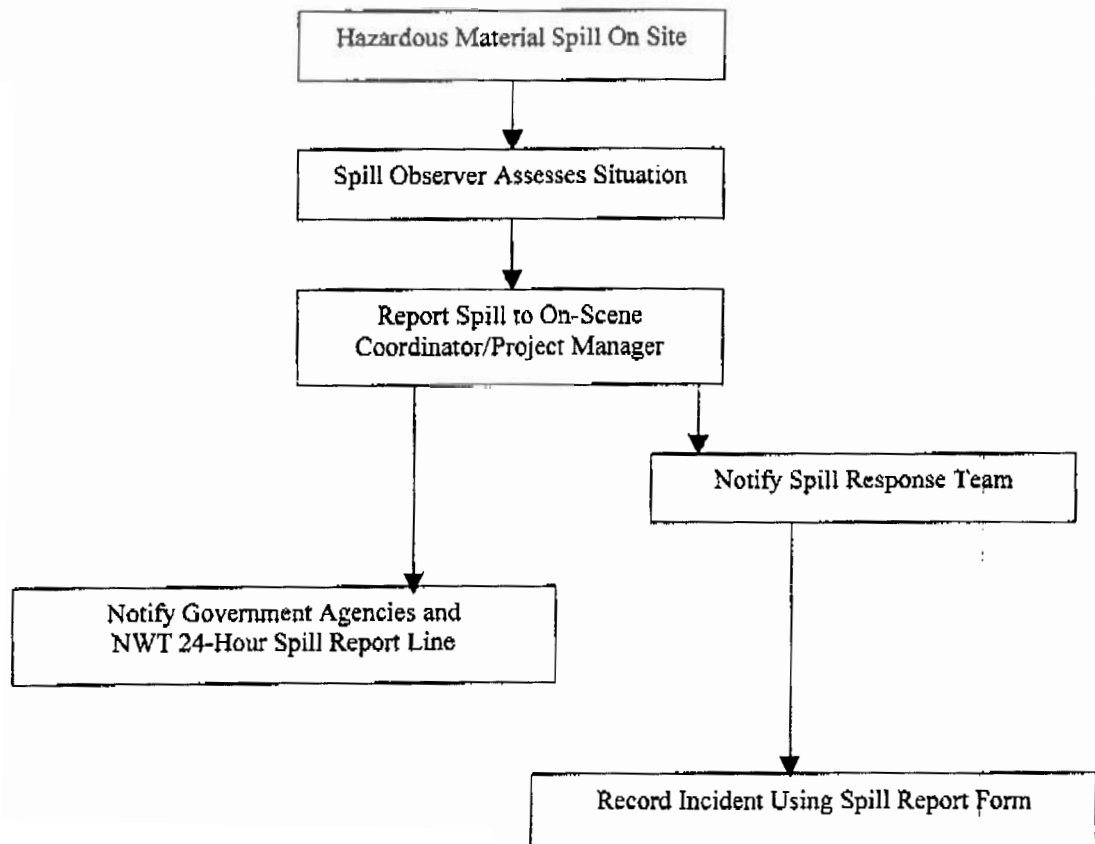 Hazardous Material Spill On Site
Spill Observer Assesses Situation
Report Spill to On-Scene
Coordinator/Project Manager
Notify Spill Response Team
Notify Government Agencies and
NWT 24-Hour Spill Report Line
Record Incident Using Spill Report Form